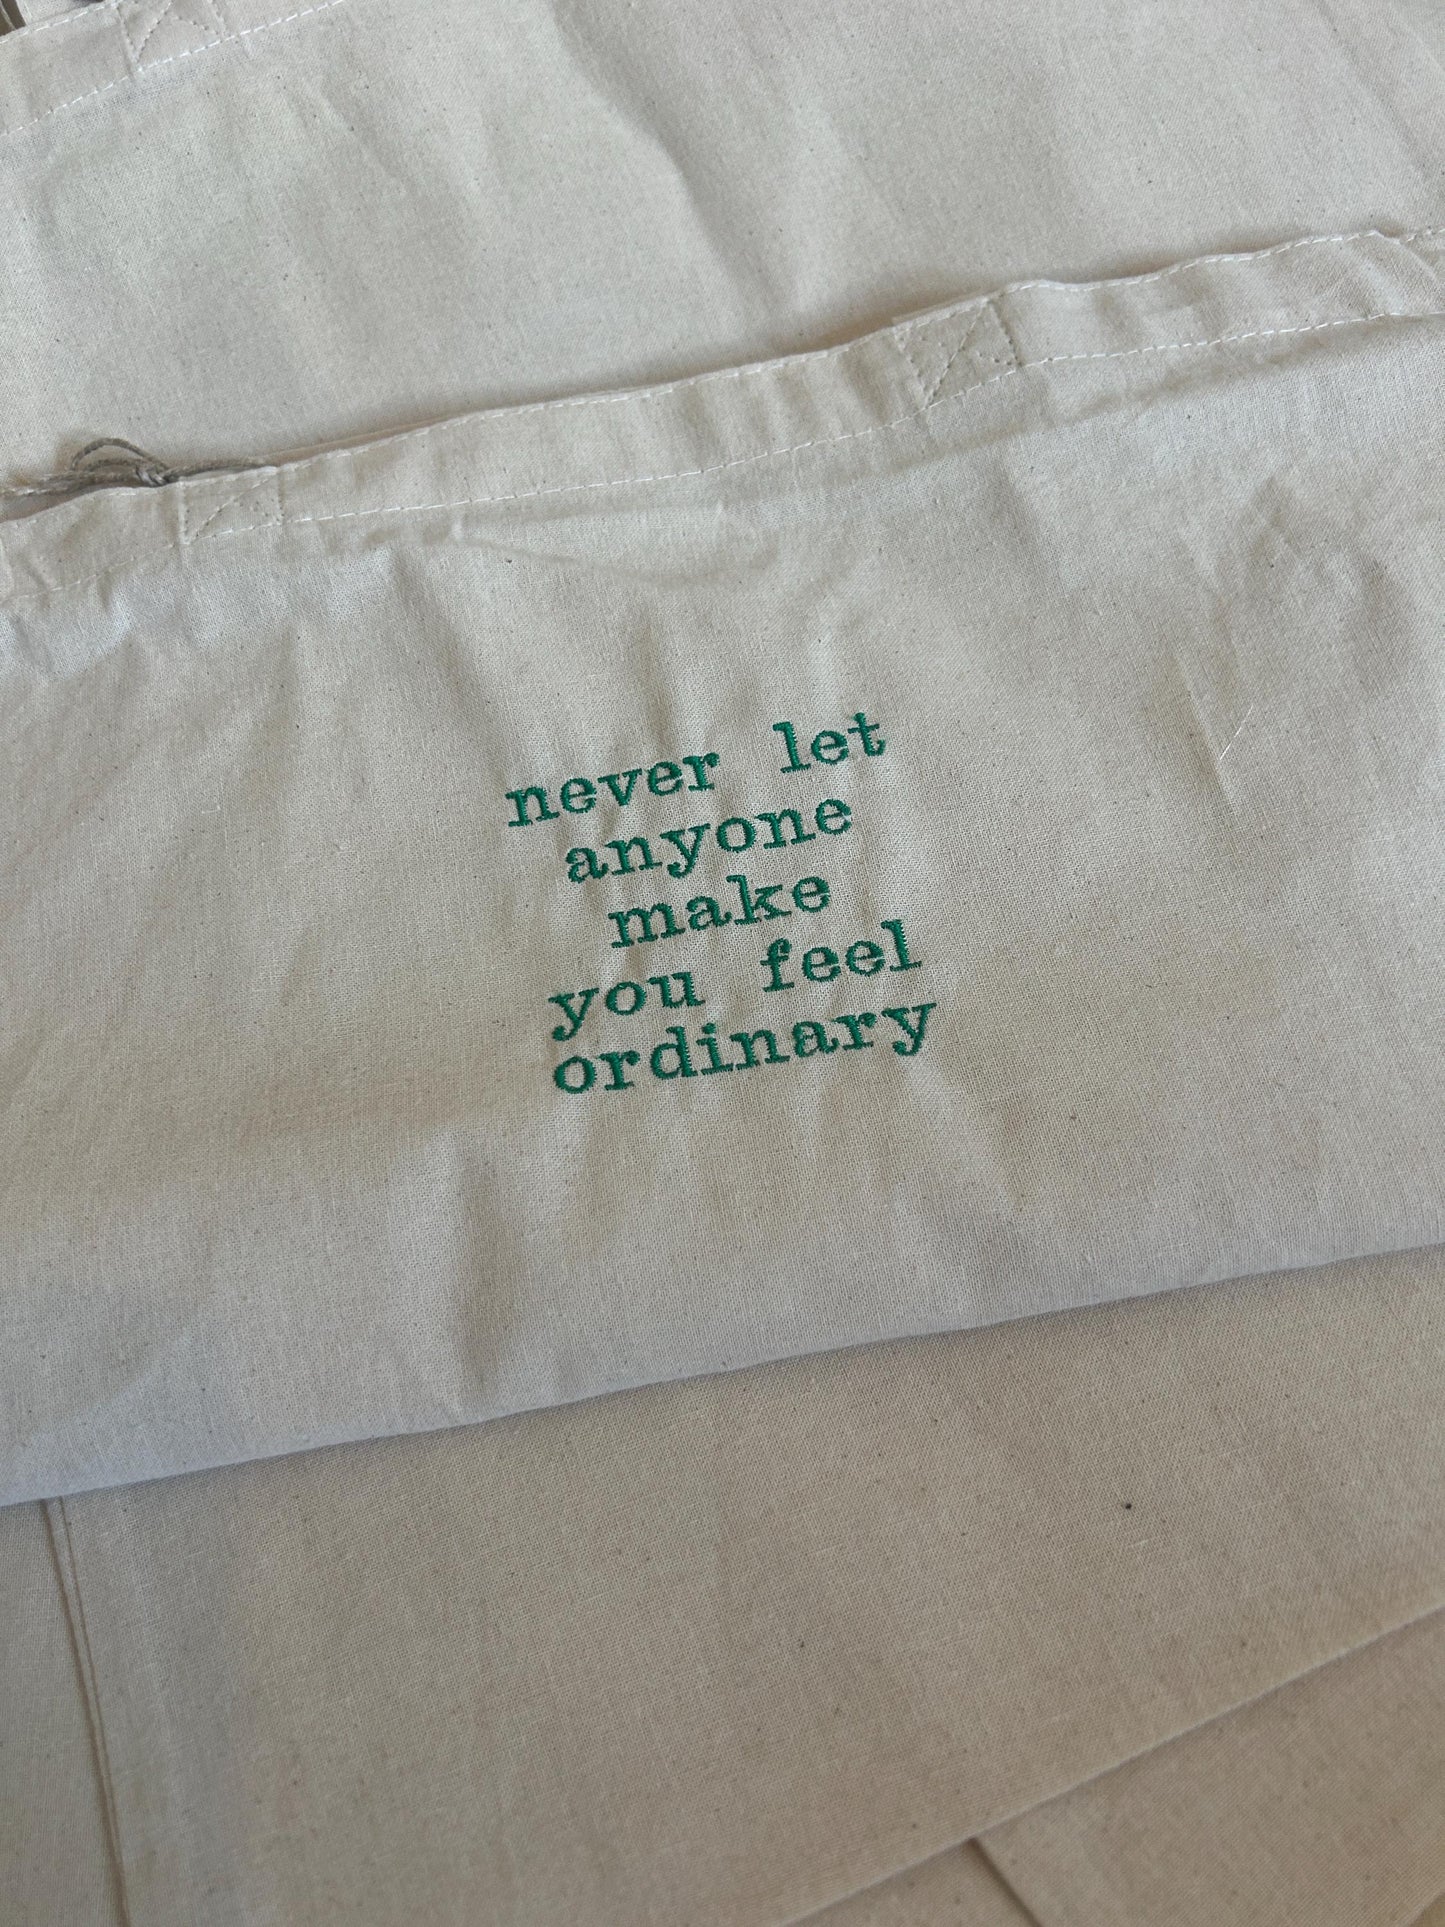 never let
anyone
make
you feel
ordinary